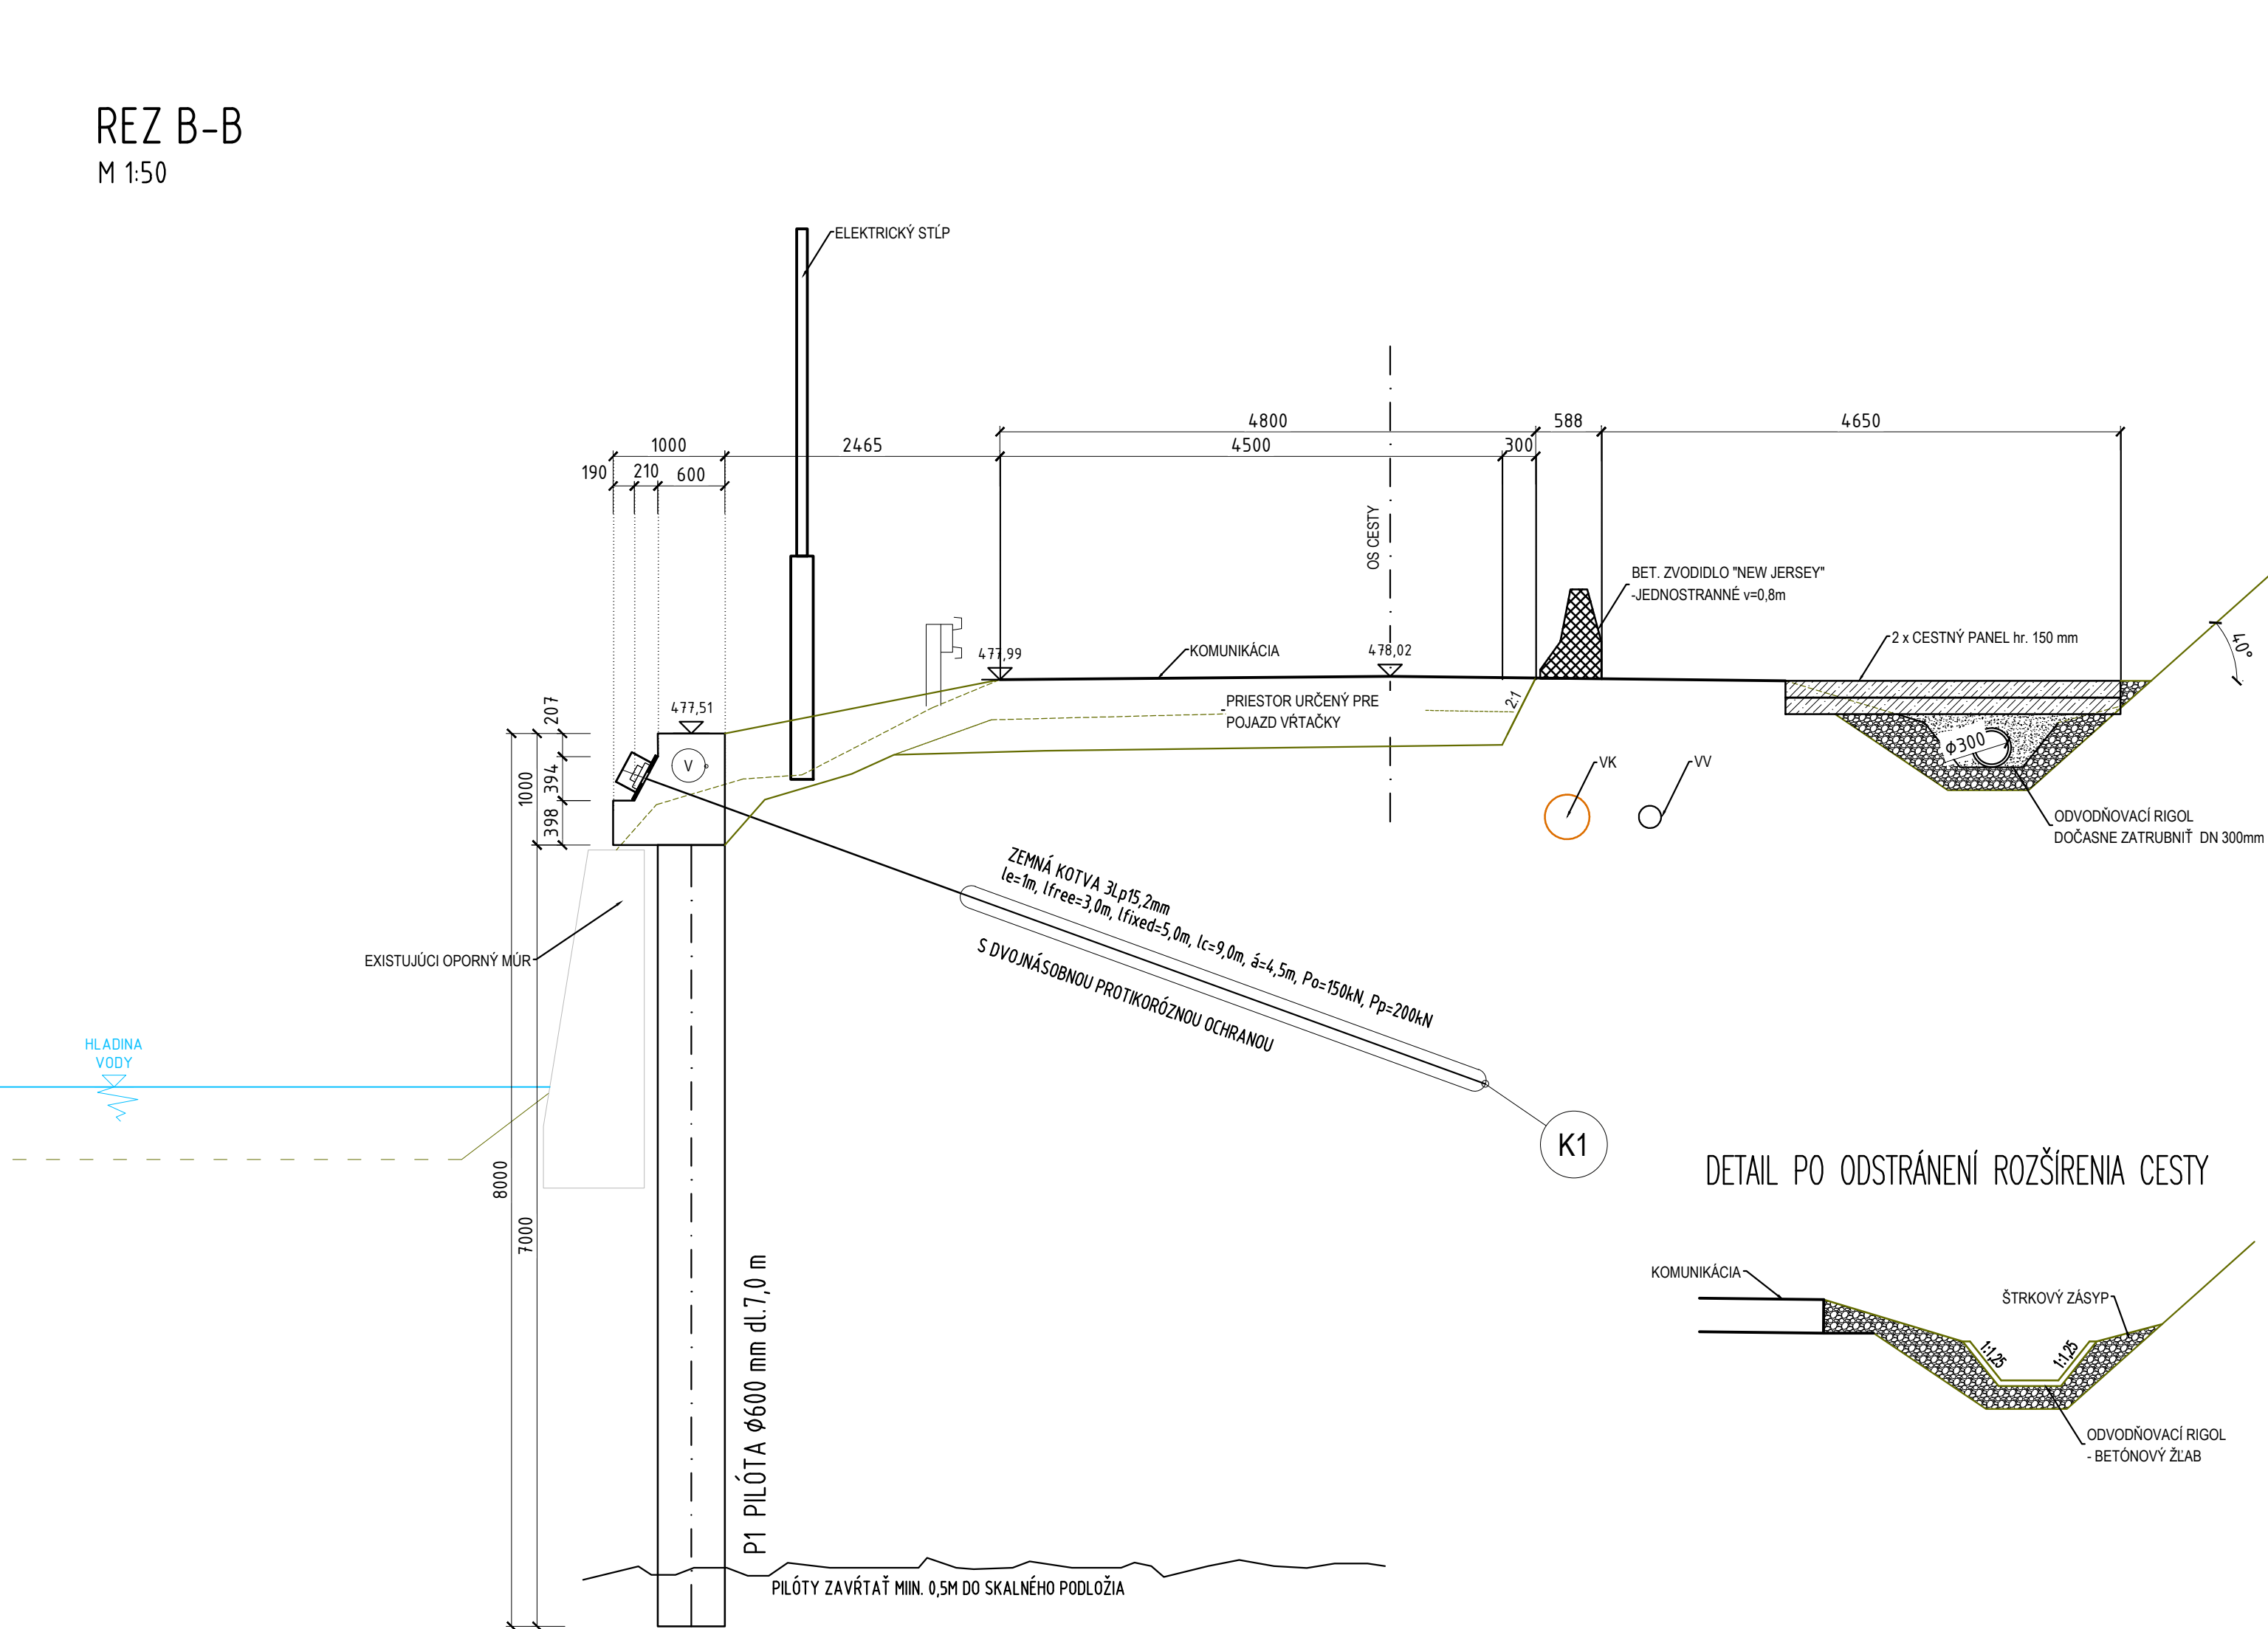 REZ B-B
M 1:50
ELEKTRICKÝ STĹP
4800
588
4650
1000
2465
4500
300
190
210
600
OS CESTY
BET. ZVODIDLO "NEW JERSEY"
-JEDNOSTRANNÉ v=0,8m
2 x CESTNÝ PANEL hr. 150 mm
40°
477,99
KOMUNIKÁCIA
478,02
477,51
PRIESTOR URČENÝ PRE
POJAZD VŔTAČKY
2:1
207
394
398
1000
V
VK
VV
Φ300
ODVODŇOVACÍ RIGOL
DOČASNE ZATRUBNIŤ DN 300mm
ZEMNÁ KOTVA 3Lp15,2mm
le=1m, lfree=3,0m, lfixed=5,0m, lc=9,0m, á=4,5m, Po=150kN, Pp=200kN
S DVOJNÁSOBNOU PROTIKORÓZNOU OCHRANOU
EXISTUJÚCI OPORNÝ MÚR
HLADINA
VODY
K1
8000
7000
P1 PILÓTA Φ600 mm dl.7,0 m
PILÓTY ZAVŔTAŤ MIIN. 0,5M DO SKALNÉHO PODLOŽIA
DETAIL PO ODSTRÁNENÍ ROZŠÍRENIA CESTY
KOMUNIKÁCIA
ŠTRKOVÝ ZÁSYP
1:1,25
1:1,25
ODVODŇOVACÍ RIGOL
- BETÓNOVÝ ŽĽAB